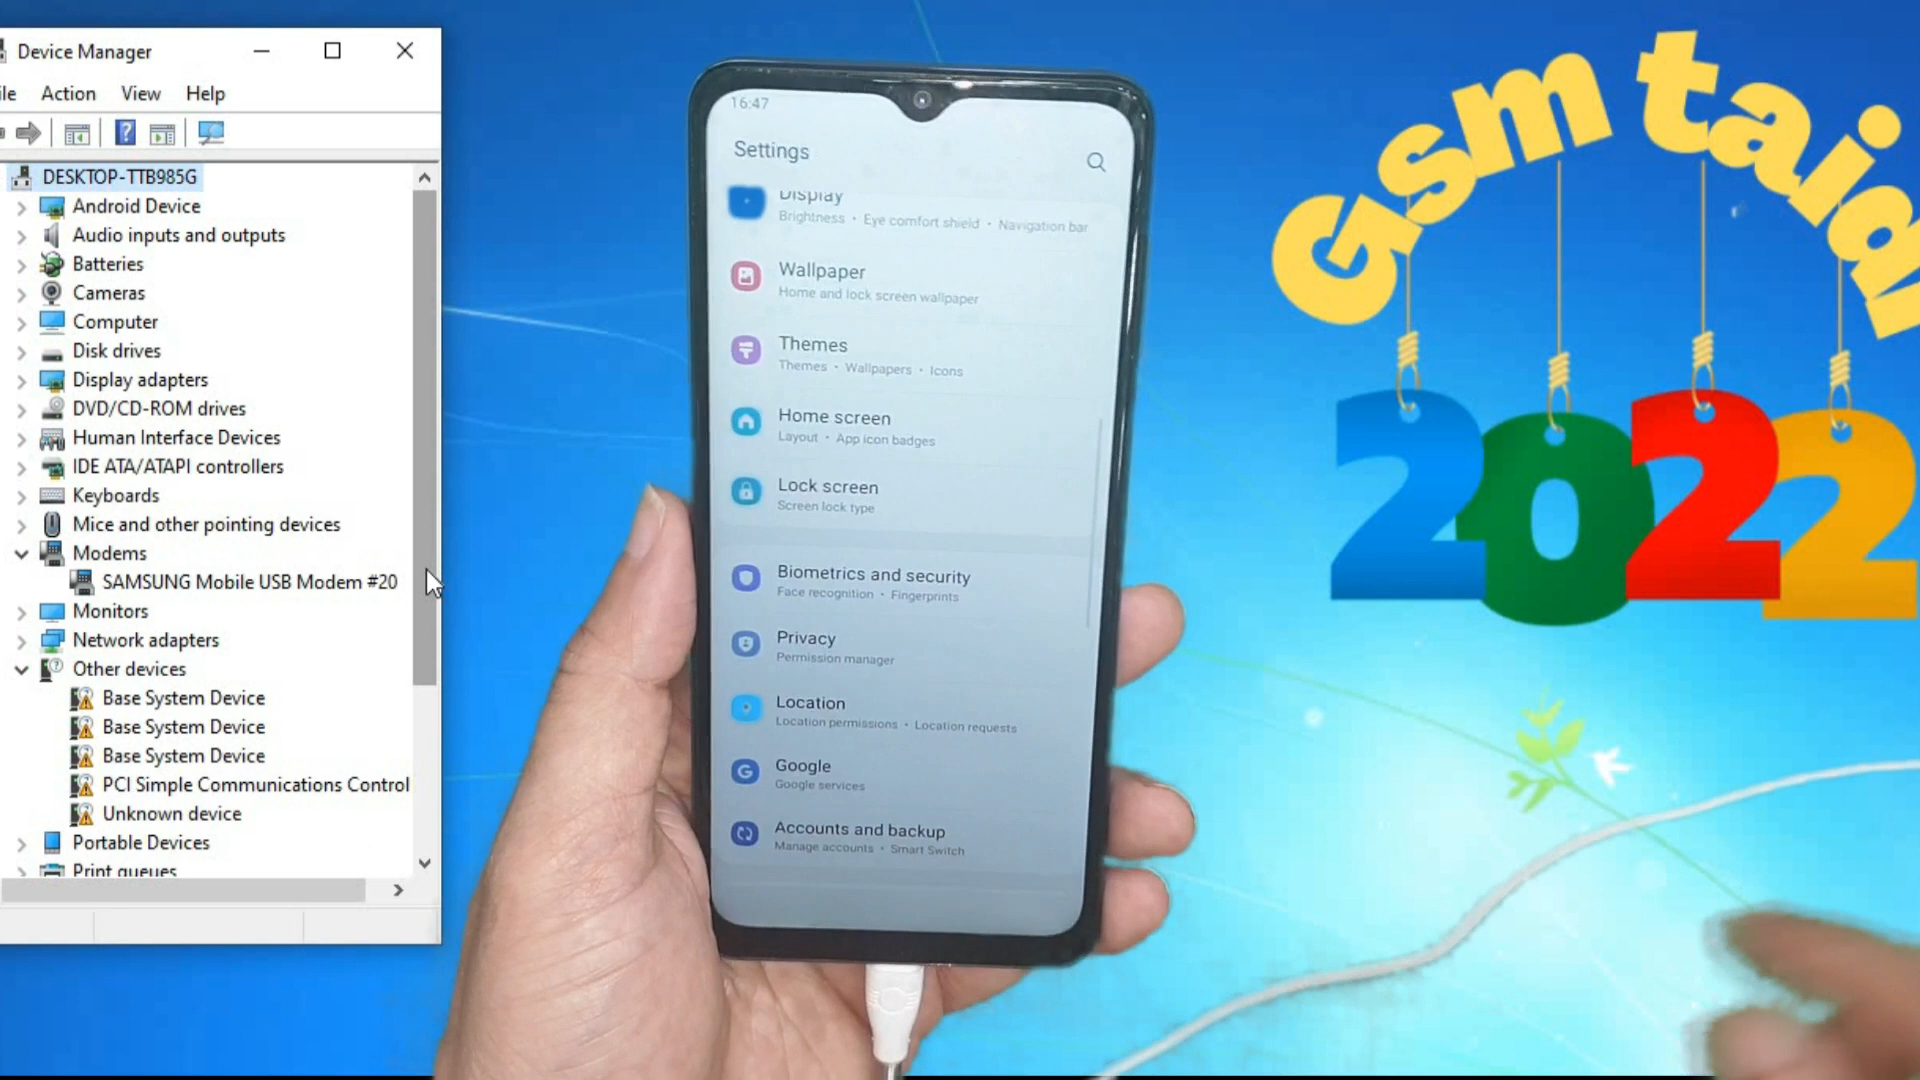 Device Manager
Action View Help
DESKTOP-TTB985G
Android Device
Audio inputs and outputs
Batteries
Cameras
Computer
Disk drives
Display adapters
DVD/CD-ROM drives
Human Interface Devices
IDE ATA/ATAPI controllers
Keyboards
Mice and other pointing devices
Modems
SAMSUNG Mobile USB Modem #20
Monitors
Network adapters
Other devices
Base System Device
Base System Device
Base System Device
PCI Simple Communications Control
Unknown device
Portable Devices
Print queues
16:47
Settings
Display
Brightness • Eye comfort shield • Navigation bar
Wallpaper
Home and lock screen wallpaper
Themes
Themes • Wallpapers • Icons
Home screen
Layout • App icon badges
Lock screen
Screen lock type
Biometrics and security
Face recognition • Fingerprints
Privacy
Permission manager
Location
Location permissions • Location requests
Google
Google services
Accounts and backup
Manage accounts • Smart Switch
Gsm
2022